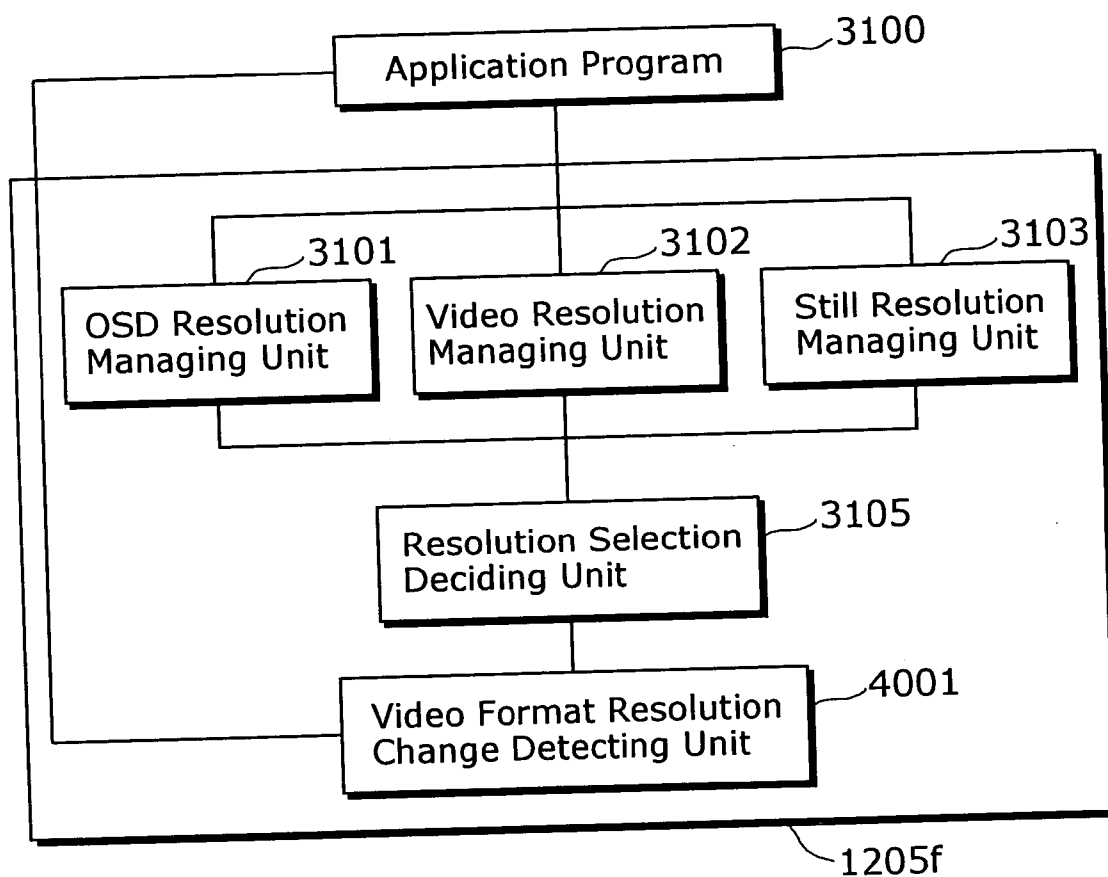 3100
Application Program
3101
3102
3103
OSD Resolution
Managing Unit
Video Resolution
Managing Unit
Still Resolution
Managing Unit
3105
Resolution Selection
Deciding Unit
4001
Video Format Resolution
Change Detecting Unit
1205f